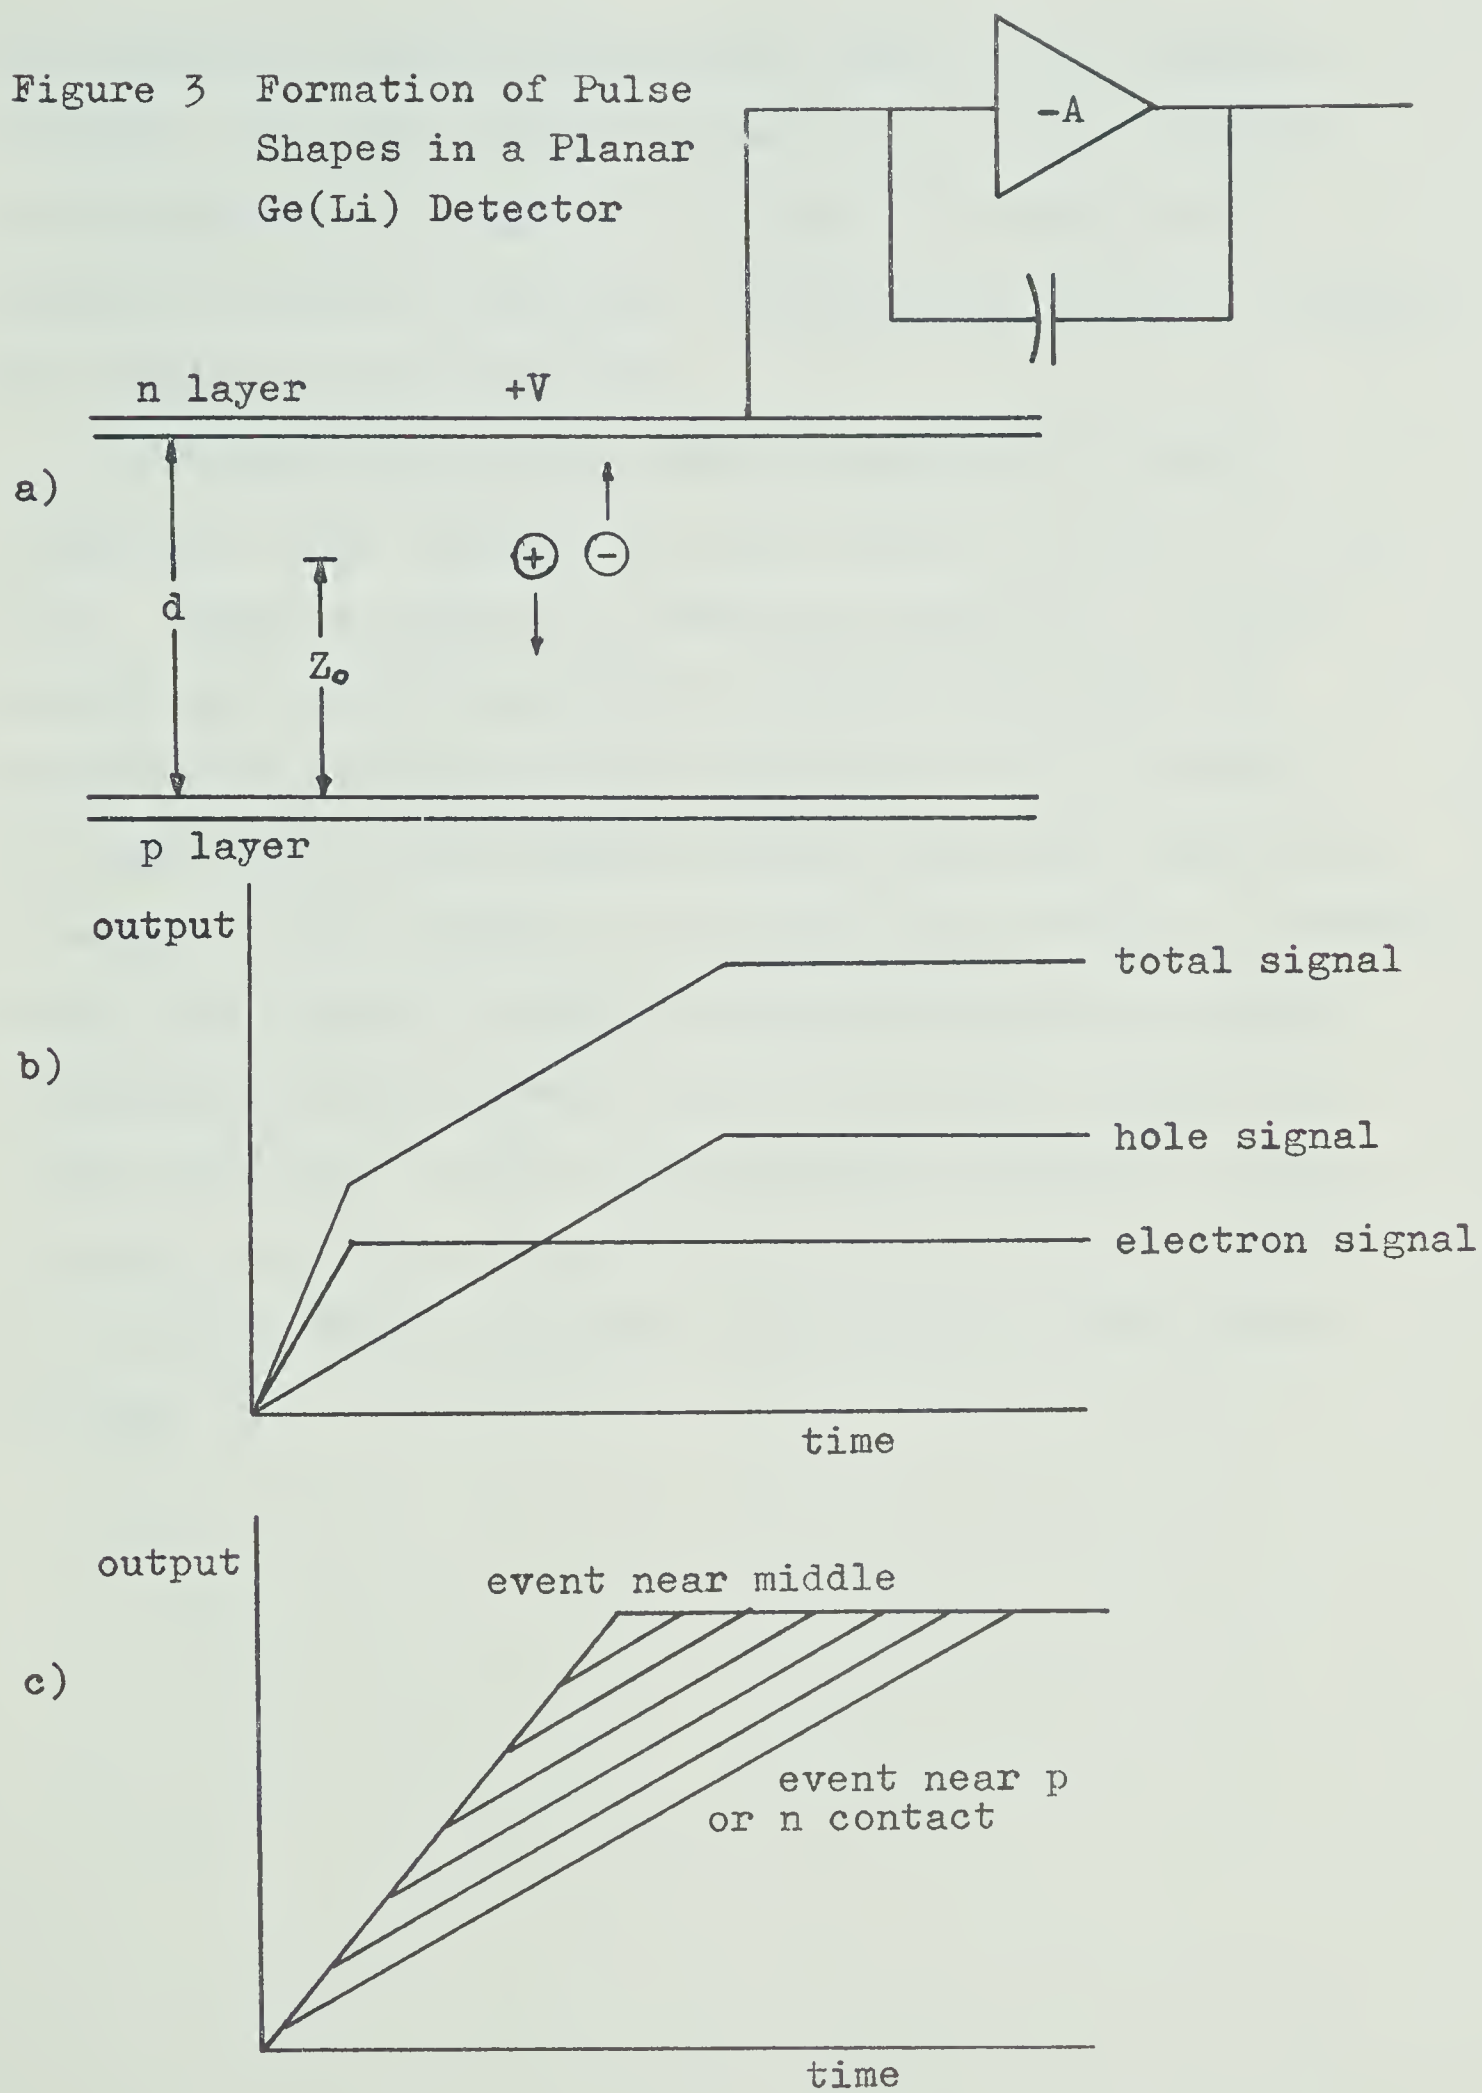 Figure 3 Formation of Pulse
Shapes in a Planar
Ge(Li) Detector
-A
n layer +V
a)
+ -
d
Zo
p layer
output
total signal
b)
hole signal
electron signal
time
output
event near middle
c)
event near p
or n contact
time